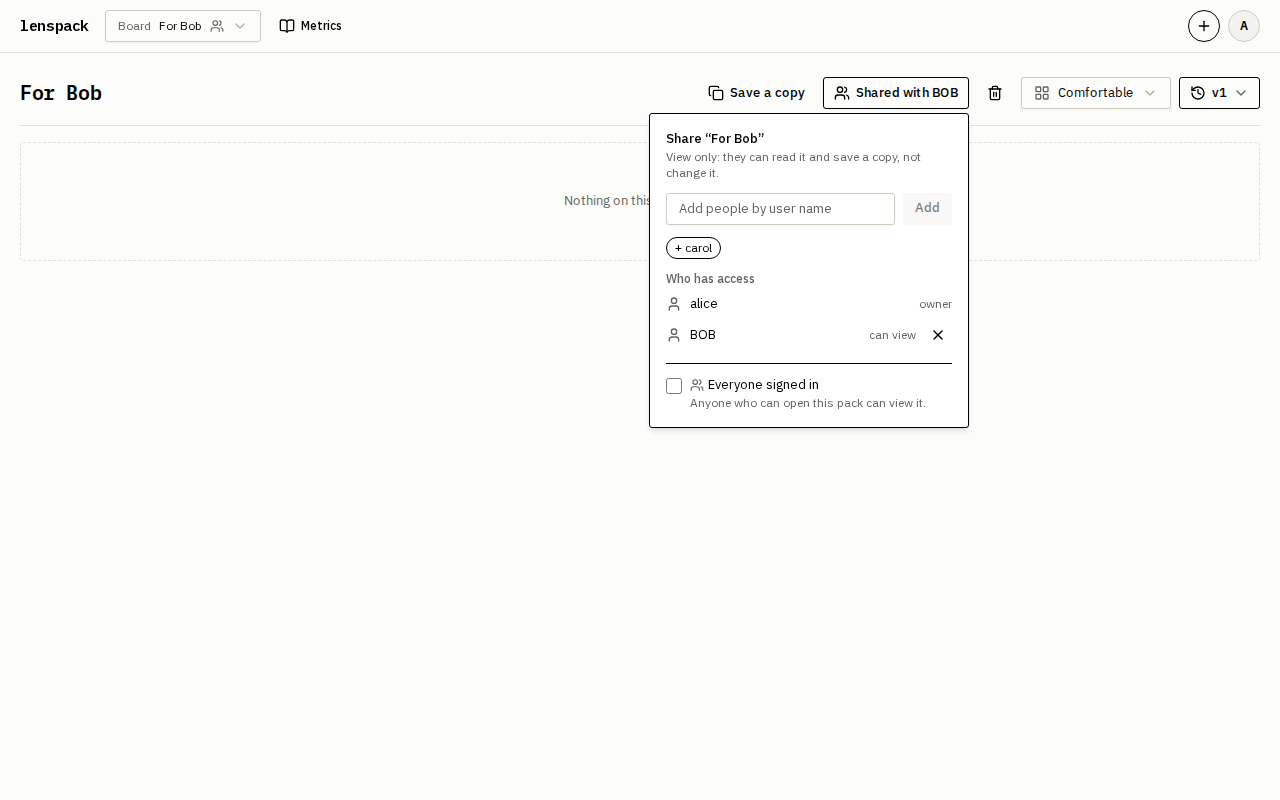 lenspack
Board For Bob
Metrics
A
For Bob
Save a copy
Shared with BOB
Comfortable
v1
Nothing on this
Share “For Bob”
View only: they can read it and save a copy, not
change it.
Add people by user name
Add
+ carol
Who has access
alice owner
BOB can view
Everyone signed in
Anyone who can open this pack can view it.